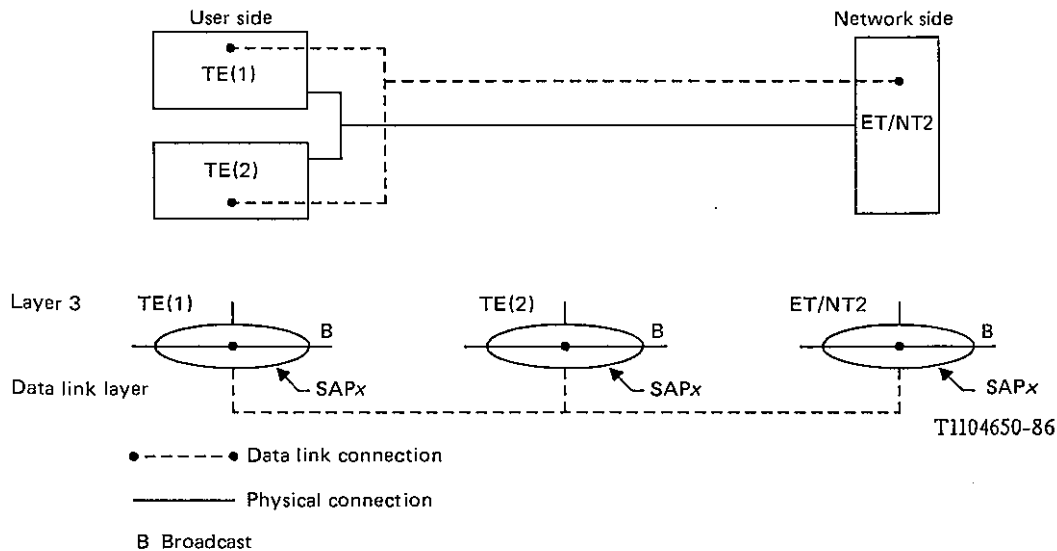 User side
Network side
TE(1)
ET/NT2
TE(2)
Layer 3
TE(1)
B
TE(2)
B
ET/NT2
B
Data link layer
SAPx
SAPx
SAPx
T1104650-86
Data link connection
Physical connection
B Broadcast